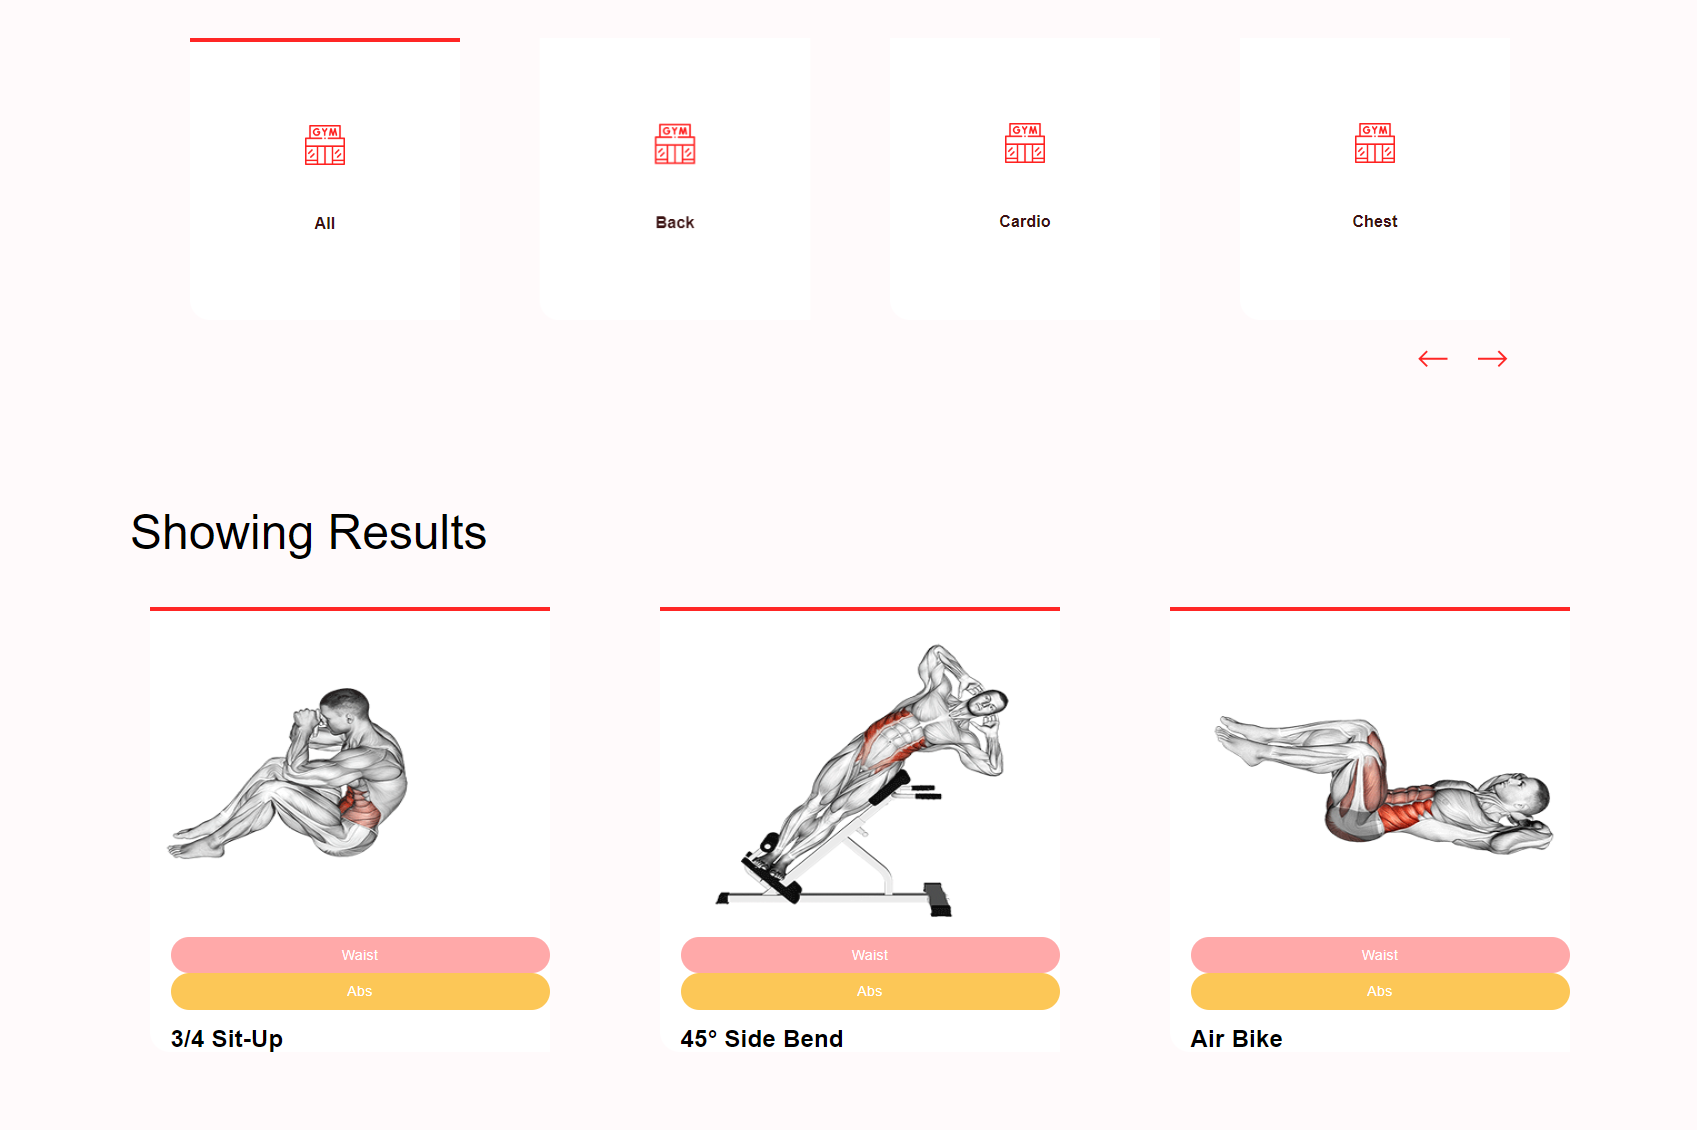 GYM
GYM
GYM
GYM
All
Back
Cardio
Chest
Showing Results
Waist
Abs
3/4 Sit-Up
Waist
Abs
45° Side Bend
Waist
Abs
Air Bike